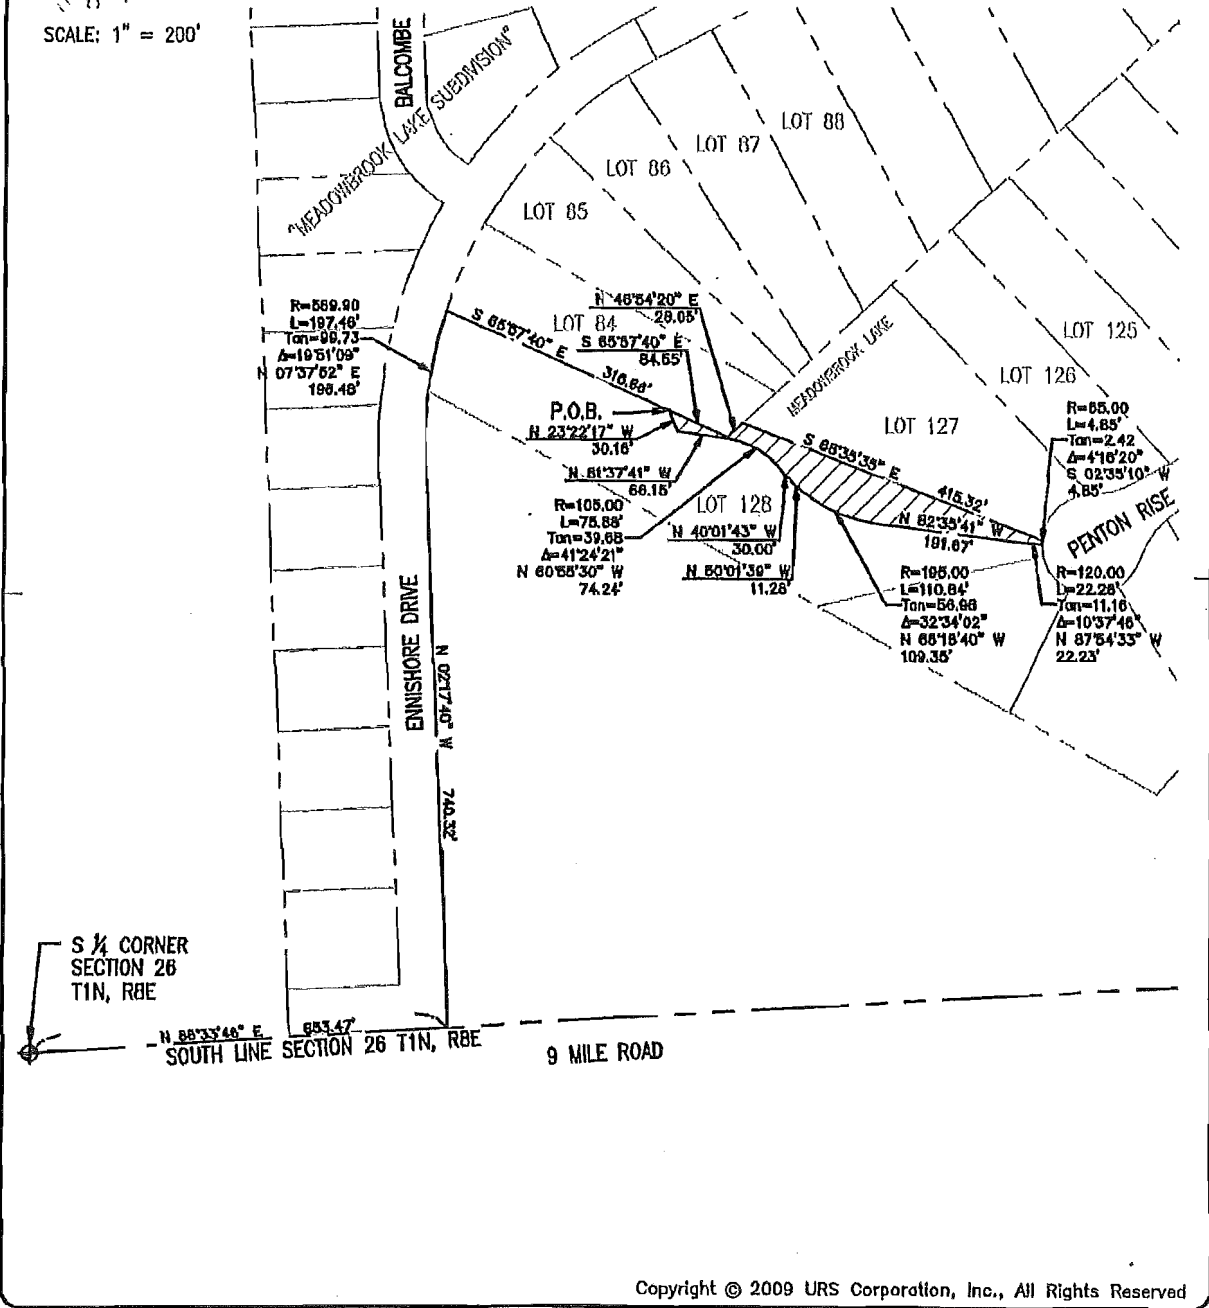 SCALE: 1" = 200'
BALCOMBE
"MEADOWBROOK LAKE SUBDIVISION"
LOT 88
LOT 87
LOT 86
LOT 85
R=569.90
L=197.46'
Tan=99.73
Δ=19°51'09"
N 07°37'52" E
196.48'
N 46°54'20" E
28.05'
LOT 84
S 65°57'40" E
84.65'
S 65°57'40" E
316.66'
MEADOWBROOK LAKE
LOT 125
LOT 126
LOT 127
P.O.B.
N 23°22'17" W
30.16'
N 81°37'41" W
66.15'
R=105.00
L=75.88'
Tan=39.68
Δ=41°24'21"
N 60°55'30" W
74.24'
LOT 128
N 40°01'43" W
30.00'
N 50°01'39" W
11.28'
S 68°35'35" E
415.32'
N 82°35'41" W
191.67'
R=65.00
L=4.85'
Tan=2.42
Δ=4°16'20"
S 02°35'10" W
4.85'
PENTON RISE
R=195.00
L=110.84'
Tan=56.96
Δ=32°34'02"
N 66°18'40" W
109.35'
R=120.00
L=22.26'
Tan=11.16
Δ=10°37'46"
N 87°54'33" W
22.23'
ENNISHORE DRIVE
N 02°17'40" W
740.32'
S 1/4 CORNER
SECTION 26
T1N, R8E
N 86°33'46" E 653.47'
SOUTH LINE SECTION 26 T1N, R8E
9 MILE ROAD
Copyright © 2009 URS Corporation, Inc., All Rights Reserved